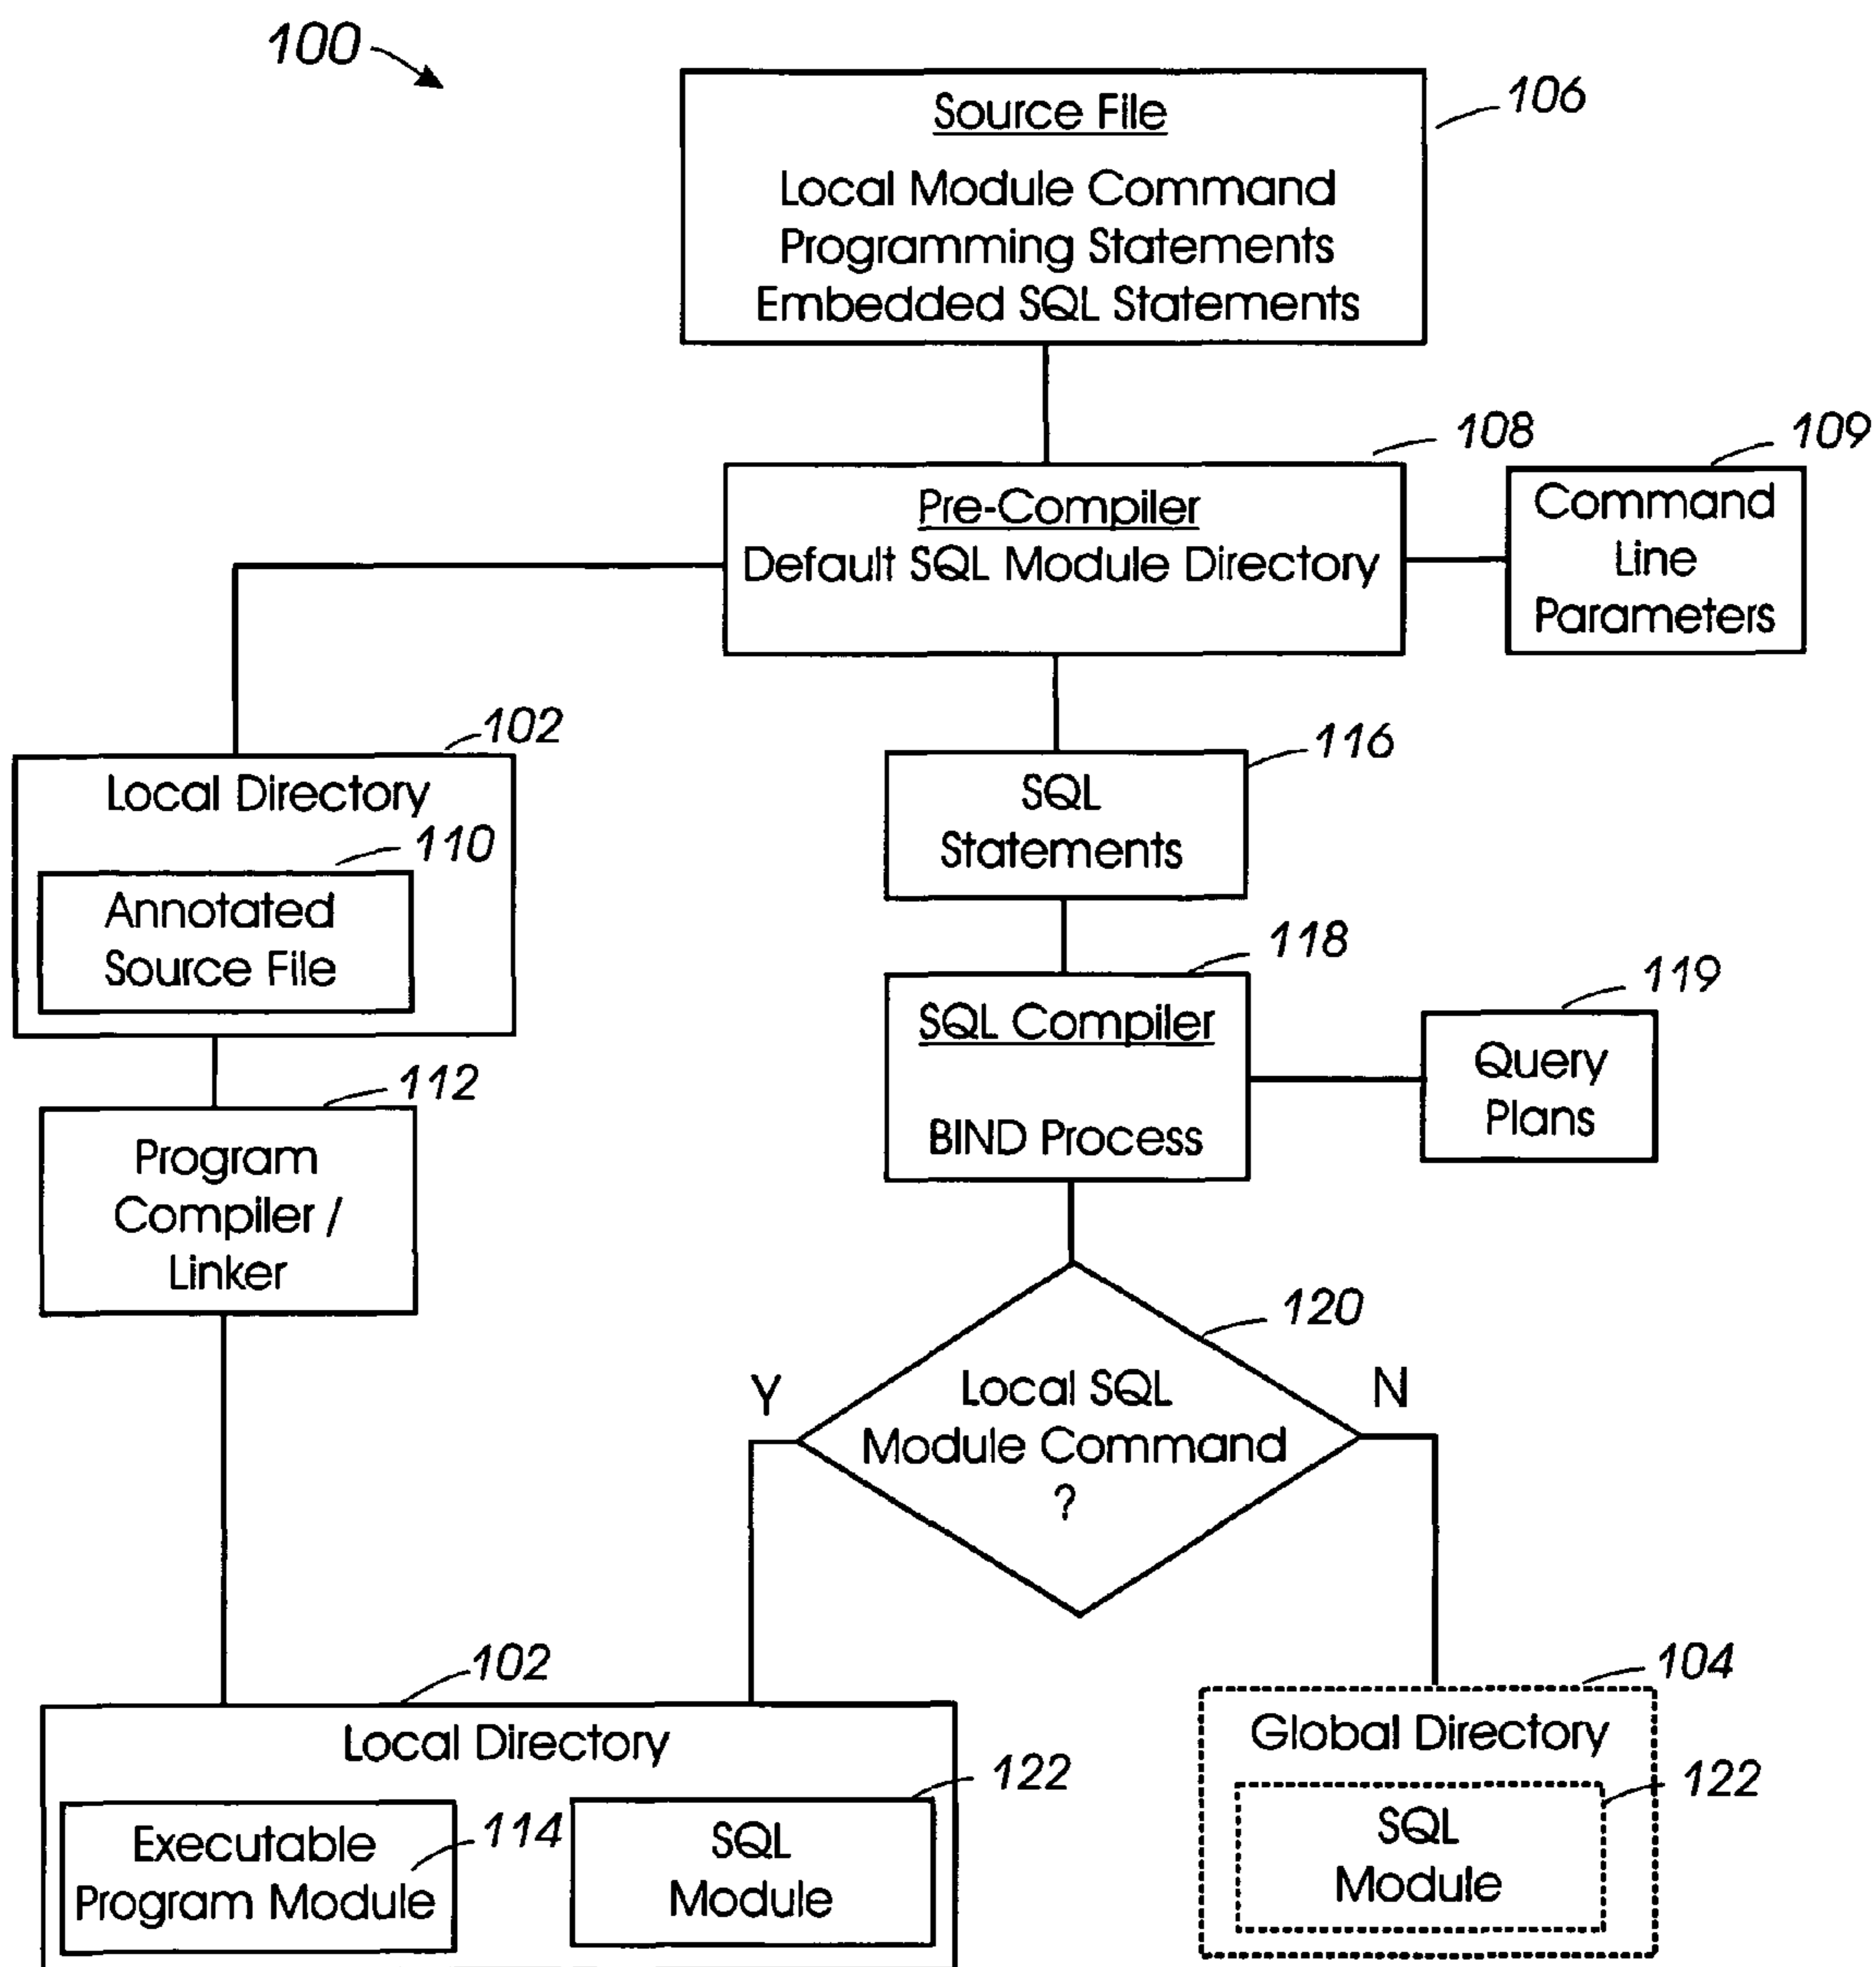 100
Source File
106
Local Module Command
Programming Statements
Embedded SQL Statements
108
109
Pre-Compiler
Default SQL Module Directory
Command
Line
Parameters
102
Local Directory
110
Annotated
Source File
116
SQL
Statements
118
SQL Compiler
BIND Process
119
Query
Plans
112
Program
Compiler /
Linker
120
Y
Local SQL
Module Command
?
N
102
Local Directory
Executable
Program Module
114
122
SQL
Module
104
Global Directory
122
SQL
Module